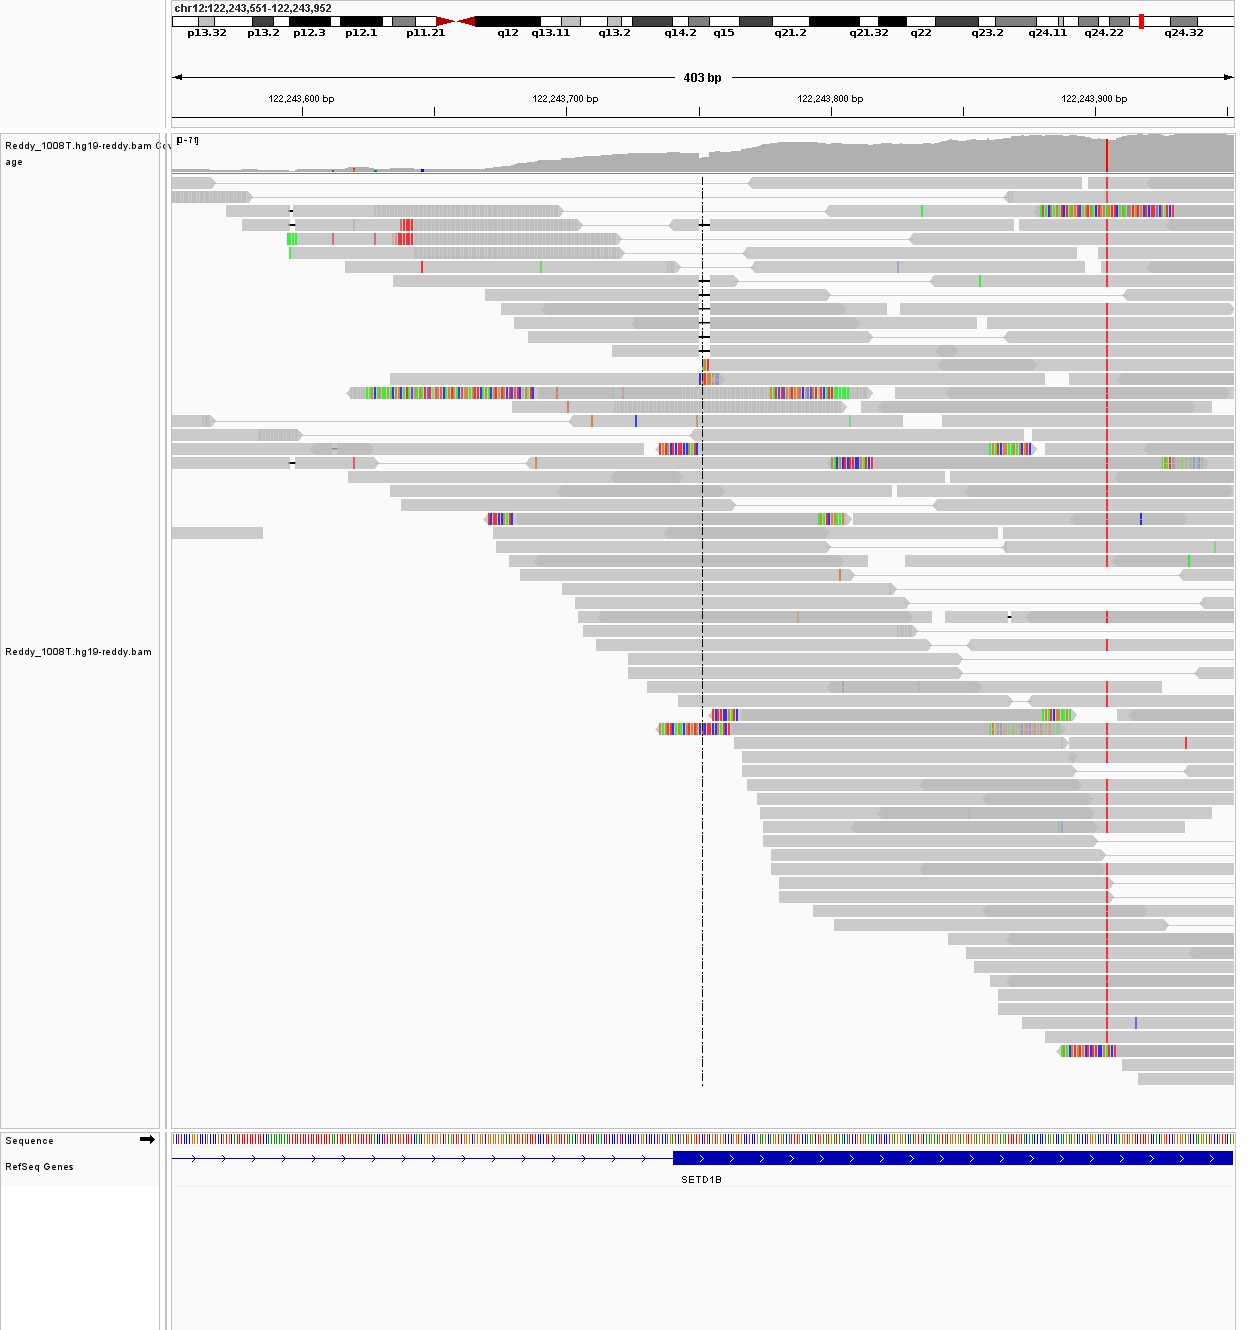 chr12:122,243,551-122,243,952
p13.32 p13.2 p12.3 p12.1 p11.21 q12 q13.11 q13.2 q14.2 q15 q21.2 q21.32 q22 q23.2 q24.11 q24.22 q24.32
403 bp
122,243,600 bp 122,243,700 bp 122,243,800 bp 122,243,900 bp
Reddy_1008T.hg19-reddy.bam Cov
age
[0-71]
Reddy_1008T.hg19-reddy.bam
Sequence
RefSeq Genes
SETD1B